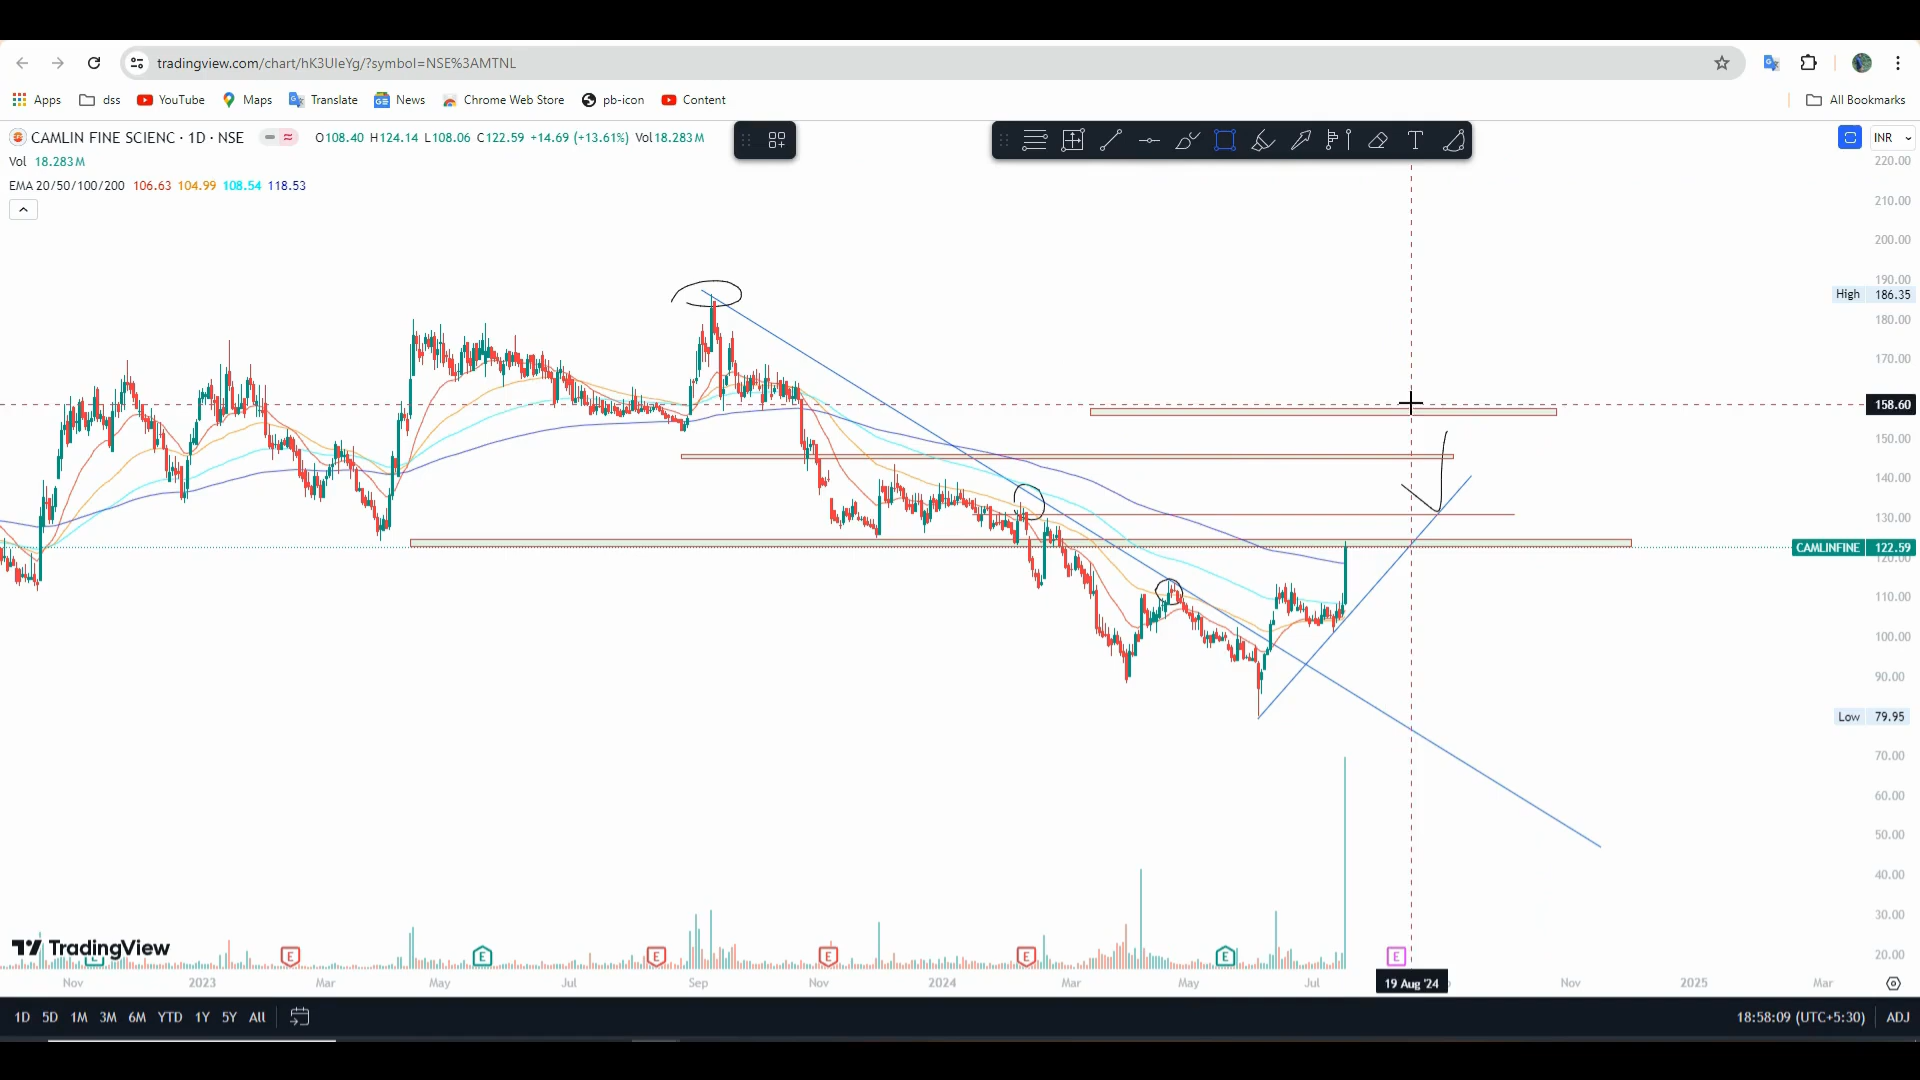 tradingview.com/chart/hK3UIeYg/?symbol=NSE%3AMTNL
Apps dss YouTube Maps Translate News Chrome Web Store pb-icon Content All Bookmarks
CAMLIN FINE SCIENC · 1D · NSE O108.40 H124.14 L108.06 C122.59 +14.69 (+13.61%) Vol18.283M INR
Vol 18.283M
EMA 20/50/100/200 106.63 104.99 108.54 118.53
220.00
210.00
200.00
190.00
High 186.35
180.00
170.00
158.60
150.00
140.00
130.00
CAMLINFINE 122.59
120.00
110.00
100.00
90.00
Low 79.95
70.00
60.00
50.00
40.00
30.00
20.00
TradingView
E E E E E E E
Nov 2023 Mar May Jul Sep Nov 2024 Mar May Jul 19 Aug '24 Nov 2025 Mar
1D 5D 1M 3M 6M YTD 1Y 5Y All 18:58:09 (UTC+5:30) ADJ